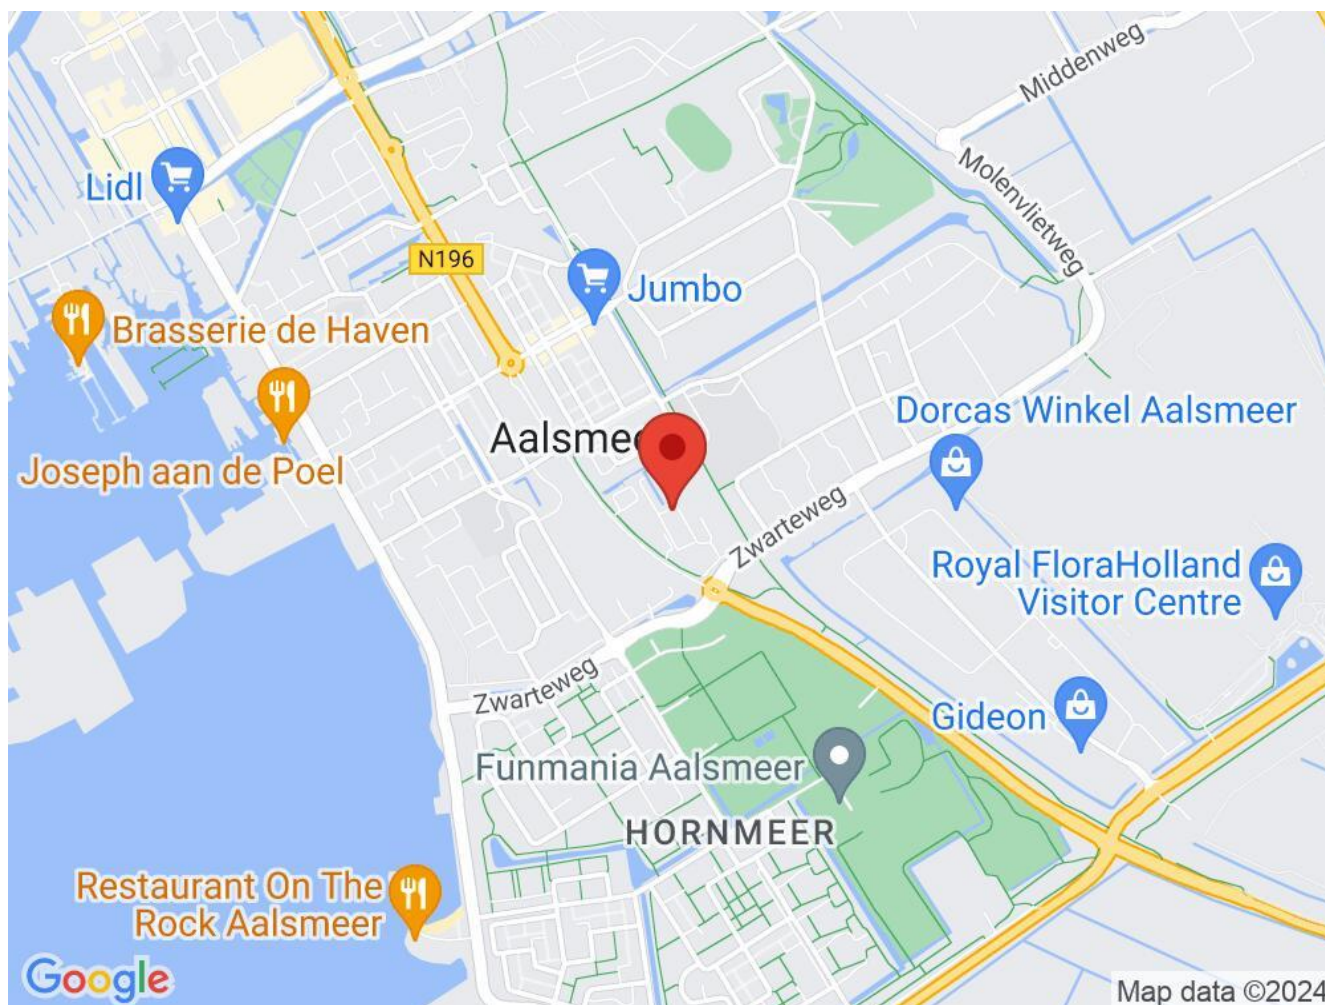 Middenweg
Molenvlietweg
Lidl
N196
Jumbo
Brasserie de Haven
Dorcas Winkel Aalsmeer
Aalsmee
Joseph aan de Poel
Zwarteweg
Royal FloraHolland
Visitor Centre
Zwarteweg
Gideon
Funmania Aalsmeer
HORNMEER
Restaurant On The
Rock Aalsmeer
Google
Map data ©2024